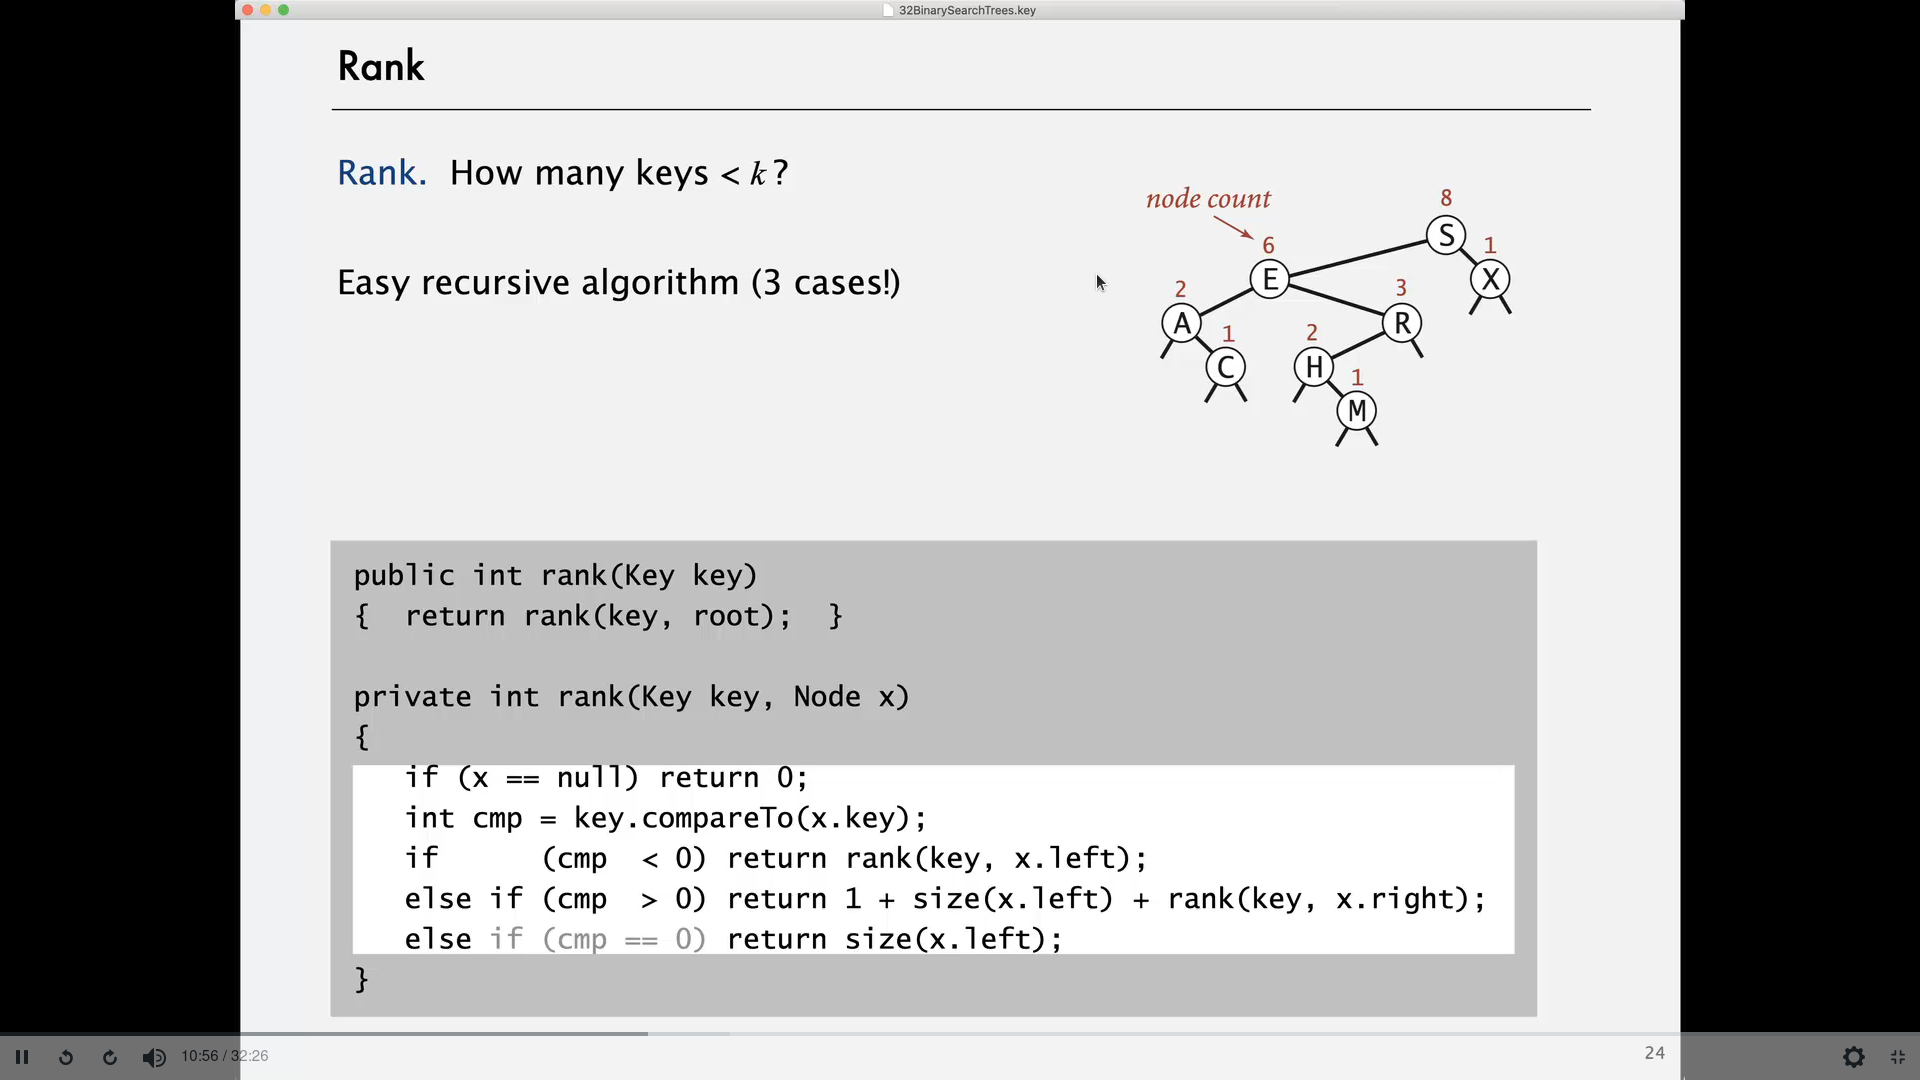 32BinarySearchTrees.key
Rank
Rank. How many keys < k ?
Easy recursive algorithm (3 cases!)
node count
8
S
1
X
6
E
2
A
1
C
3
R
2
H
1
M
public int rank(Key key)
{  return rank(key, root);  }
private int rank(Key key, Node x)
{
   if (x == null) return 0;
   int cmp = key.compareTo(x.key);
   if      (cmp  < 0) return rank(key, x.left);
   else if (cmp  > 0) return 1 + size(x.left) + rank(key, x.right);
   else if (cmp == 0) return size(x.left);
}
10:56 / 32:26
24